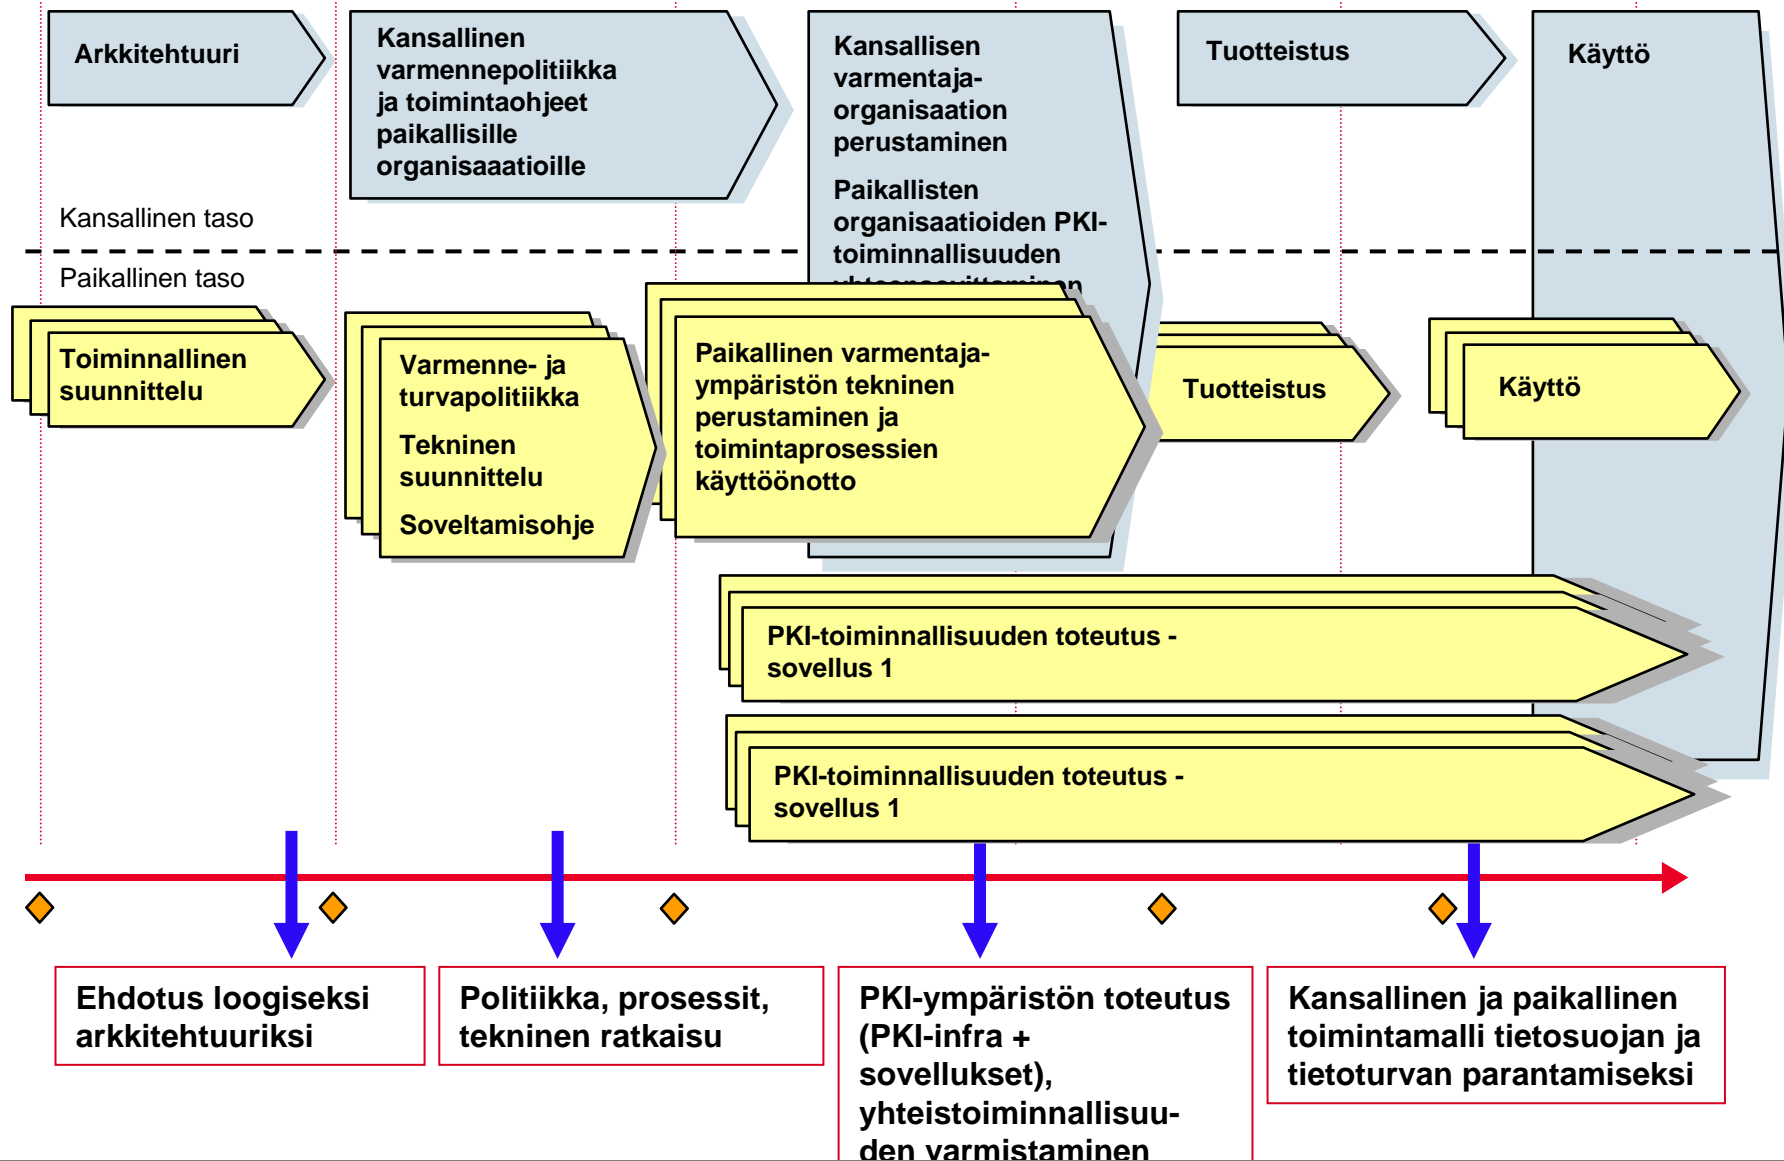 Arkkitehtuuri
Kansallinen
varmennepolitiikka
ja toimintaohjeet
paikallisille
organisaaatioille
Kansallisen
varmentaja-
organisaation
perustaminen
Paikallisten
organisaatioiden PKI-
toiminnallisuuden
yhteensovittaminen
Tuotteistus
Käyttö
Kansallinen taso
Paikallinen taso
Toiminnallinen
suunnittelu
Varmenne- ja
turvapolitiikka
Tekninen
suunnittelu
Soveltamisohje
Paikallinen varmentaja-
ympäristön tekninen
perustaminen ja
toimintaprosessien
käyttöönotto
Tuotteistus
Käyttö
PKI-toiminnallisuuden toteutus -
sovellus 1
PKI-toiminnallisuuden toteutus -
sovellus 1
Ehdotus loogiseksi
arkkitehtuuriksi
Politiikka, prosessit,
tekninen ratkaisu
PKI-ympäristön toteutus
(PKI-infra +
sovellukset),
yhteistoiminnallisuu-
den varmistaminen
Kansallinen ja paikallinen
toimintamalli tietosuojan ja
tietoturvan parantamiseksi